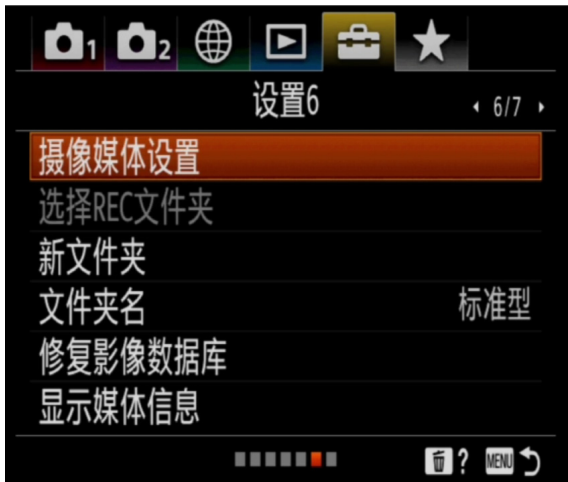 1 2
设置6
6/7
摄像媒体设置
选择REC文件夹
新文件夹
文件夹名 标准型
修复影像数据库
显示媒体信息
? MENU